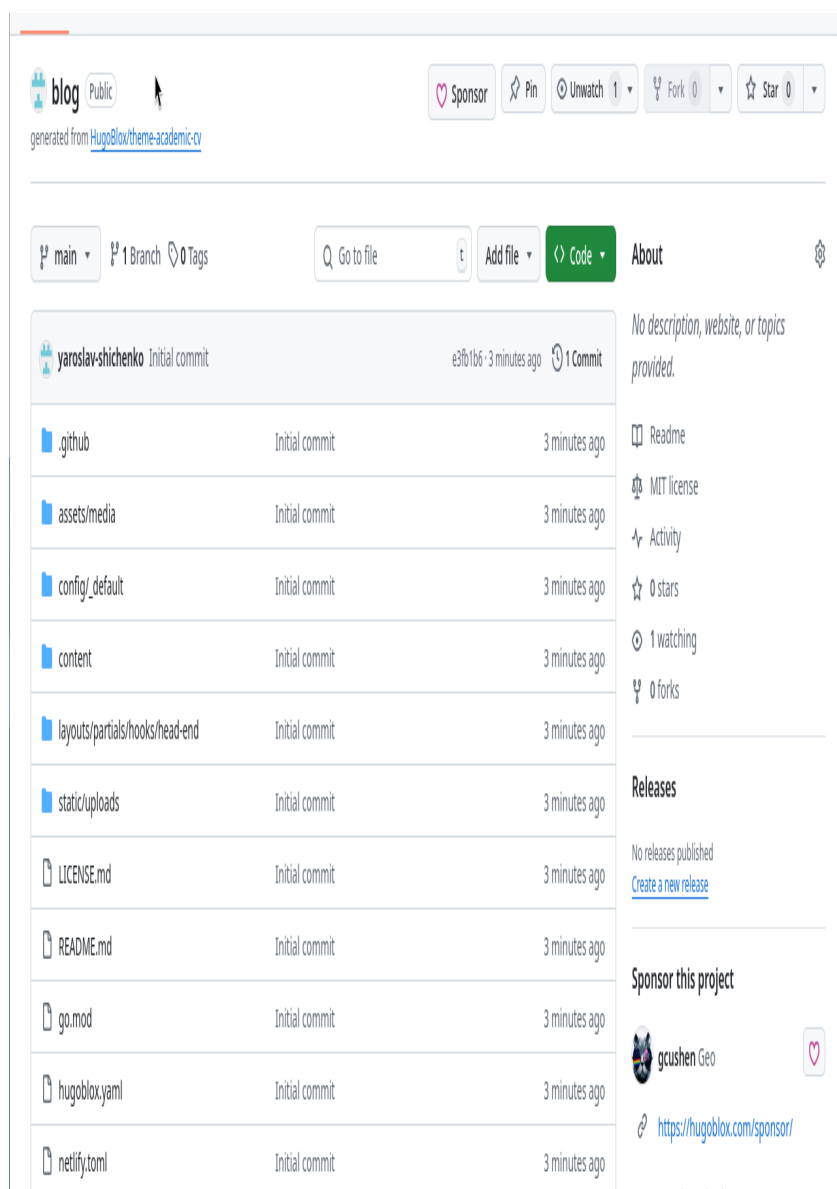 blog Public
Sponsor Pin Unwatch 1 Fork 0 Star 0
generated from HugoBlox/theme-academic-cv
main 1 Branch 0 Tags Go to file t Add file Code
yaroslav-shichenko Initial commit e3fb1b6 · 3 minutes ago 1 Commit
.github Initial commit 3 minutes ago
assets/media Initial commit 3 minutes ago
config/_default Initial commit 3 minutes ago
content Initial commit 3 minutes ago
layouts/partials/hooks/head-end Initial commit 3 minutes ago
static/uploads Initial commit 3 minutes ago
LICENSE.md Initial commit 3 minutes ago
README.md Initial commit 3 minutes ago
go.mod Initial commit 3 minutes ago
hugoblox.yaml Initial commit 3 minutes ago
netlify.toml Initial commit 3 minutes ago
About
No description, website, or topics
provided.
Readme
MIT license
Activity
0 stars
1 watching
0 forks
Releases
No releases published
Create a new release
Sponsor this project
gcushen Geo
https://hugoblox.com/sponsor/